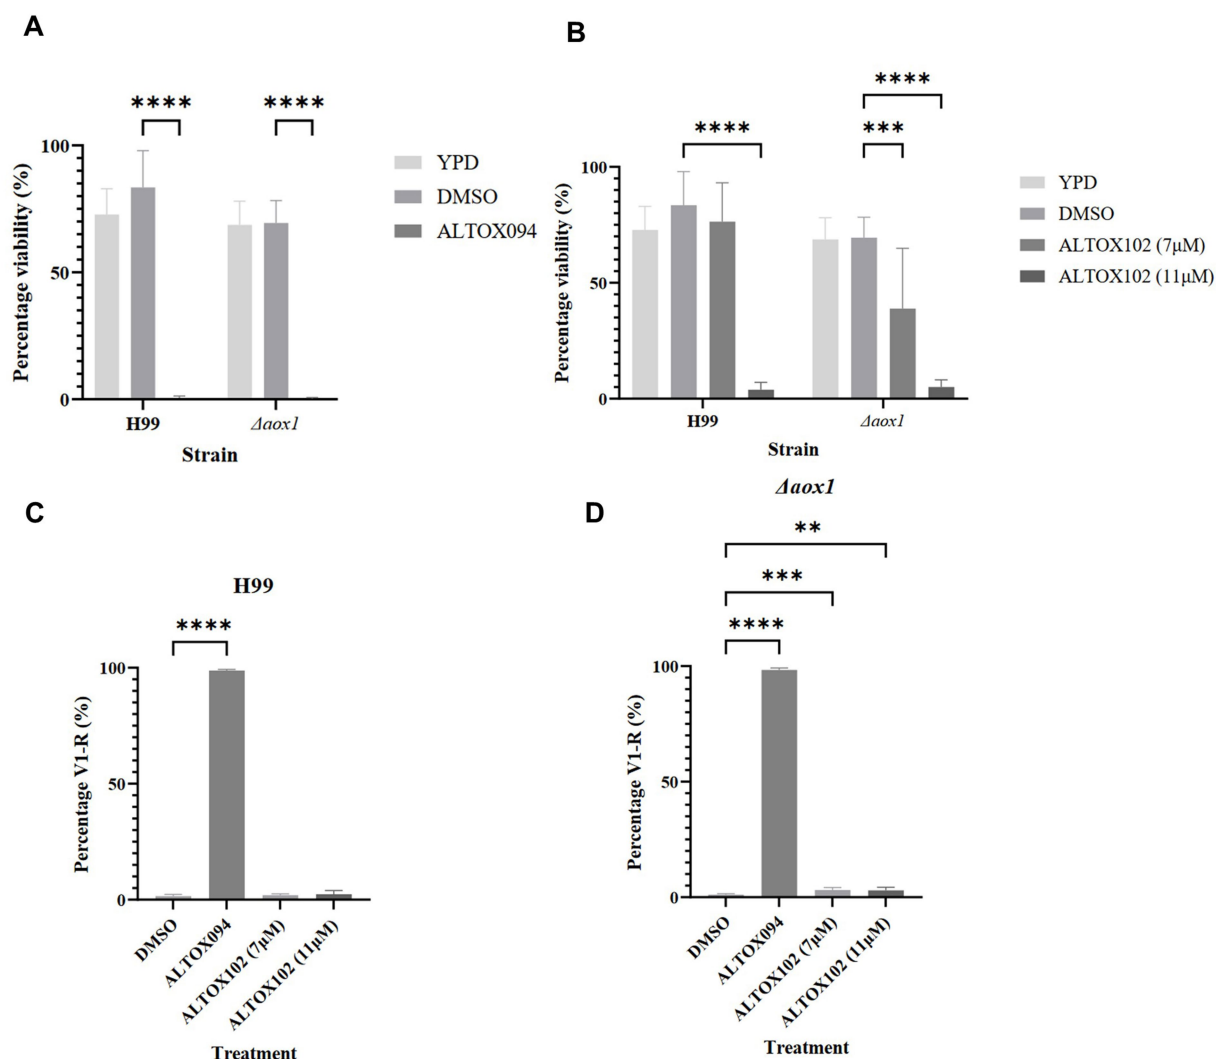 A
**** ****
100
50
0
Percentage viability (%)
H99 Δaox1
Strain
YPD
DMSO
ALTOX094
B
****
**** ***
100
50
0
Percentage viability (%)
H99 Δaox1
Strain
YPD
DMSO
ALTOX102 (7μM)
ALTOX102 (11μM)
C
H99
****
100
50
0
Percentage V1-R (%)
DMSO
ALTOX094
ALTOX102 (7μM)
ALTOX102 (11μM)
Treatment
D
Δaox1
**
***
****
100
50
0
Percentage V1-R (%)
DMSO
ALTOX094
ALTOX102 (7μM)
ALTOX102 (11μM)
Treatment